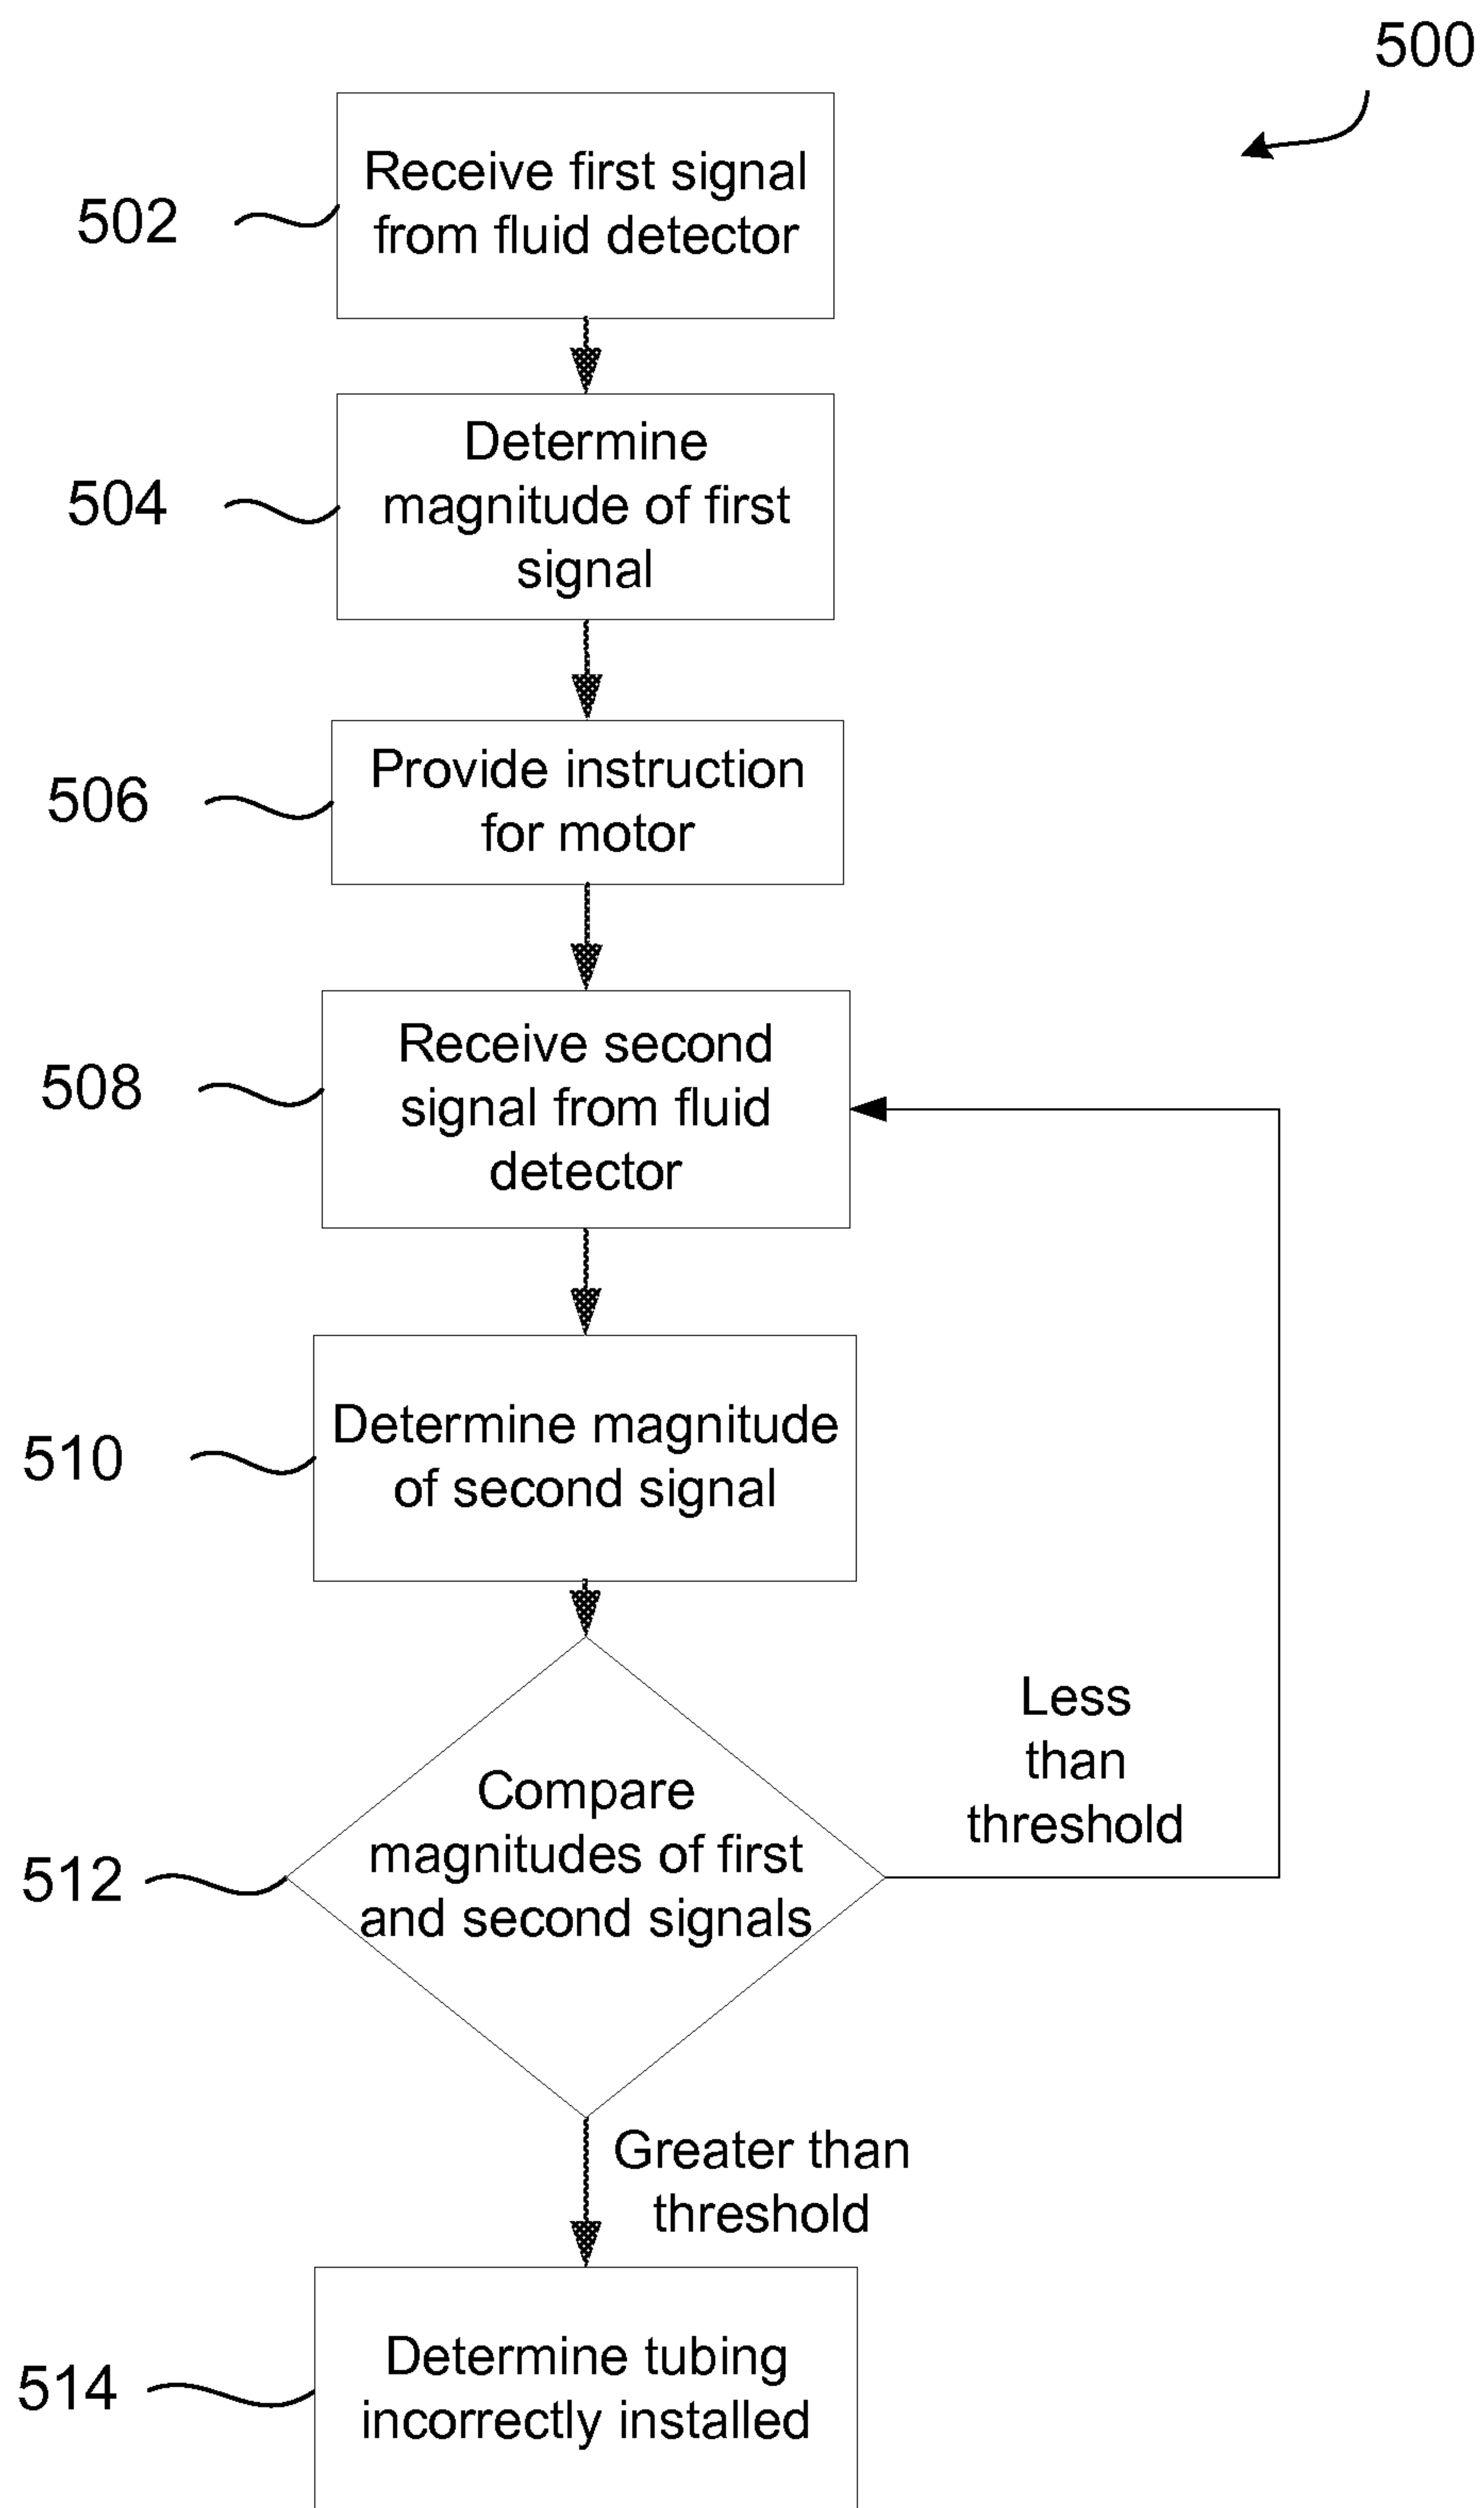 500
Receive first signal
from fluid detector
502
Determine
magnitude of first
signal
504
Provide instruction
for motor
506
Receive second
signal from fluid
detector
508
Determine magnitude
of second signal
510
Less
than
threshold
Compare
magnitudes of first
and second signals
512
Greater than
threshold
Determine tubing
incorrectly installed
514